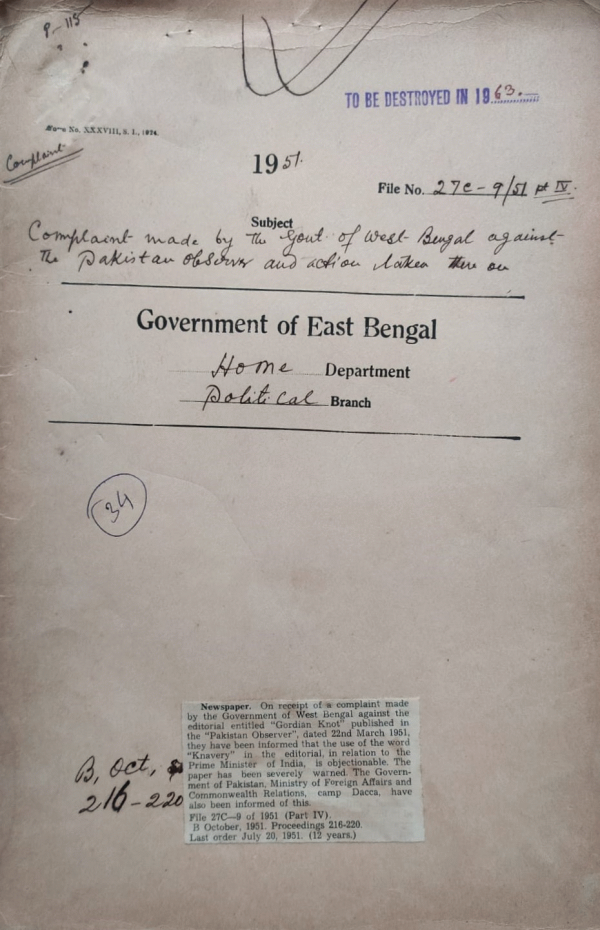 P-115
TO BE DESTROYED IN 1963.
Form No. XXXVIII, S. I., 1894.
Complaint
1951.
File No. 27C-9/51 pt IV.
Subject
Complaint made by the Govt. of West Bengal against
the Pakistan Observer and action taken there on
Government of East Bengal
Home Department
Political Branch
34
Newspaper. On receipt of a complaint made
by the Government of West Bengal against the
editorial entitled "Gordian Knot" published in
the "Pakistan Observer", dated 22nd March 1951,
they have been informed that the use of the word
"Knavery" in the editorial, in relation to the
Prime Minister of India, is objectionable. The
paper has been severely warned. The Govern-
ment of Pakistan, Ministry of Foreign Affairs and
Commonwealth Relations, camp Dacca, have
also been informed of this.
File 27C—9 of 1951 (Part IV).
B October, 1951. Proceedings 216-220.
Last order July 20, 1951. (12 years.)
B, Oct,
216-220